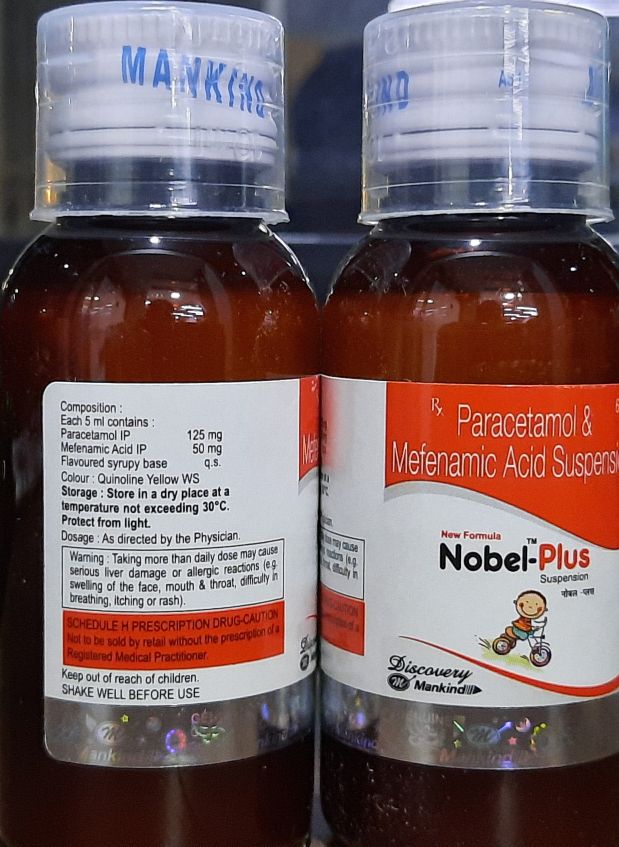 MANKIND
Composition :
Each 5 ml contains :
Paracetamol IP 125 mg
Mefenamic Acid IP 50 mg
Flavoured syrupy base q.s.
Colour : Quinoline Yellow WS
Storage : Store in a dry place at a
temperature not exceeding 30°C.
Protect from light.
Dosage : As directed by the Physician.
Warning : Taking more than daily dose may cause
serious liver damage or allergic reactions (e.g.
swelling of the face, mouth & throat, difficulty in
breathing, itching or rash).
SCHEDULE H PRESCRIPTION DRUG-CAUTION
Not to be sold by retail without the prescription of a
Registered Medical Practitioner.
Keep out of reach of children.
SHAKE WELL BEFORE USE
Rx
Paracetamol &
Mefenamic Acid Suspensi
New Formula
Nobel-Plus™
Suspension
नोबल -प्लस
Discovery
Mankind